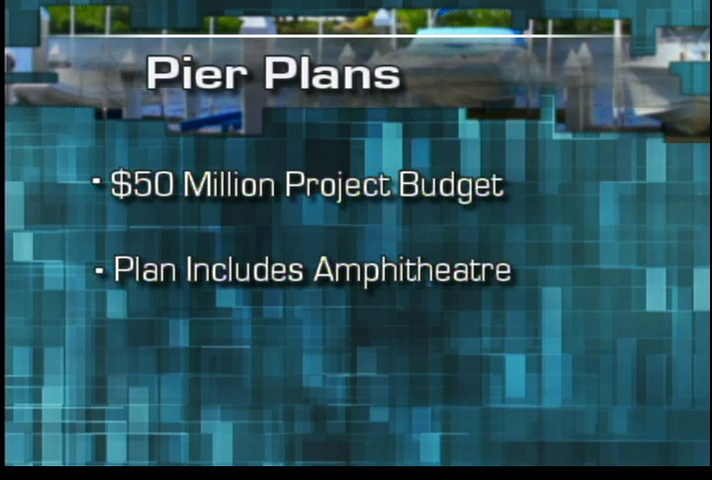 Pier Plans
· $50 Million Project Budget
· Plan Includes Amphitheatre